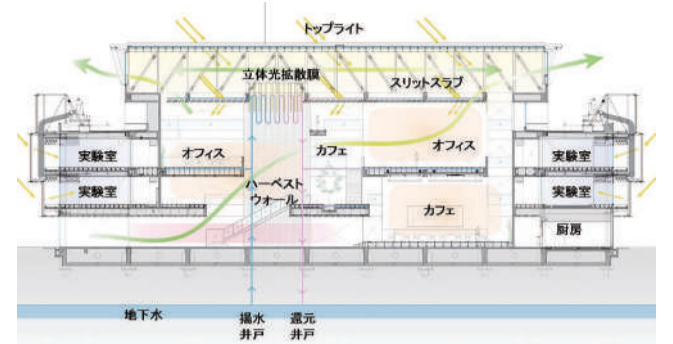 トップライト
立体光拡散膜
スリットスラブ
実験室
オフィス
カフェ
オフィス
実験室
実験室
ハーベスト
ウォール
カフェ
実験室
厨房
地下水
揚水
井戸
還元
井戸